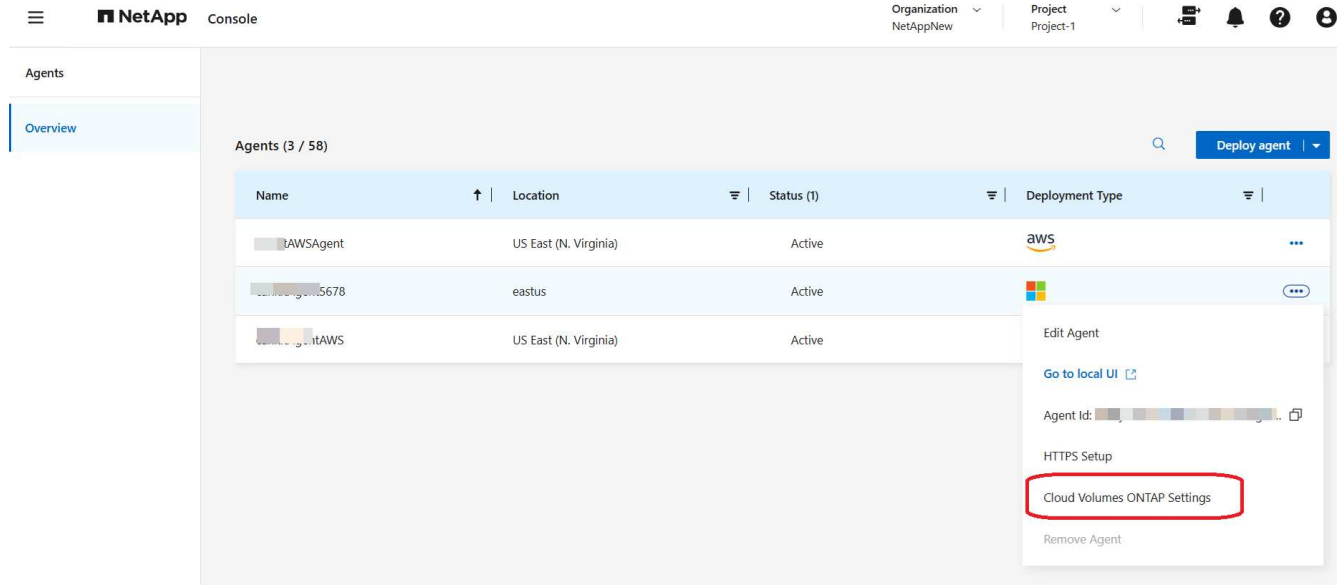 NetApp Console
Organization
NetAppNew
Project
Project-1
Agents
Overview
Agents (3 / 58)
Deploy agent
Name Location Status (1) Deployment Type
tAWSAgent US East (N. Virginia) Active aws
5678 eastus Active
ntAWS US East (N. Virginia) Active
Edit Agent
Go to local UI
Agent Id:
HTTPS Setup
Cloud Volumes ONTAP Settings
Remove Agent